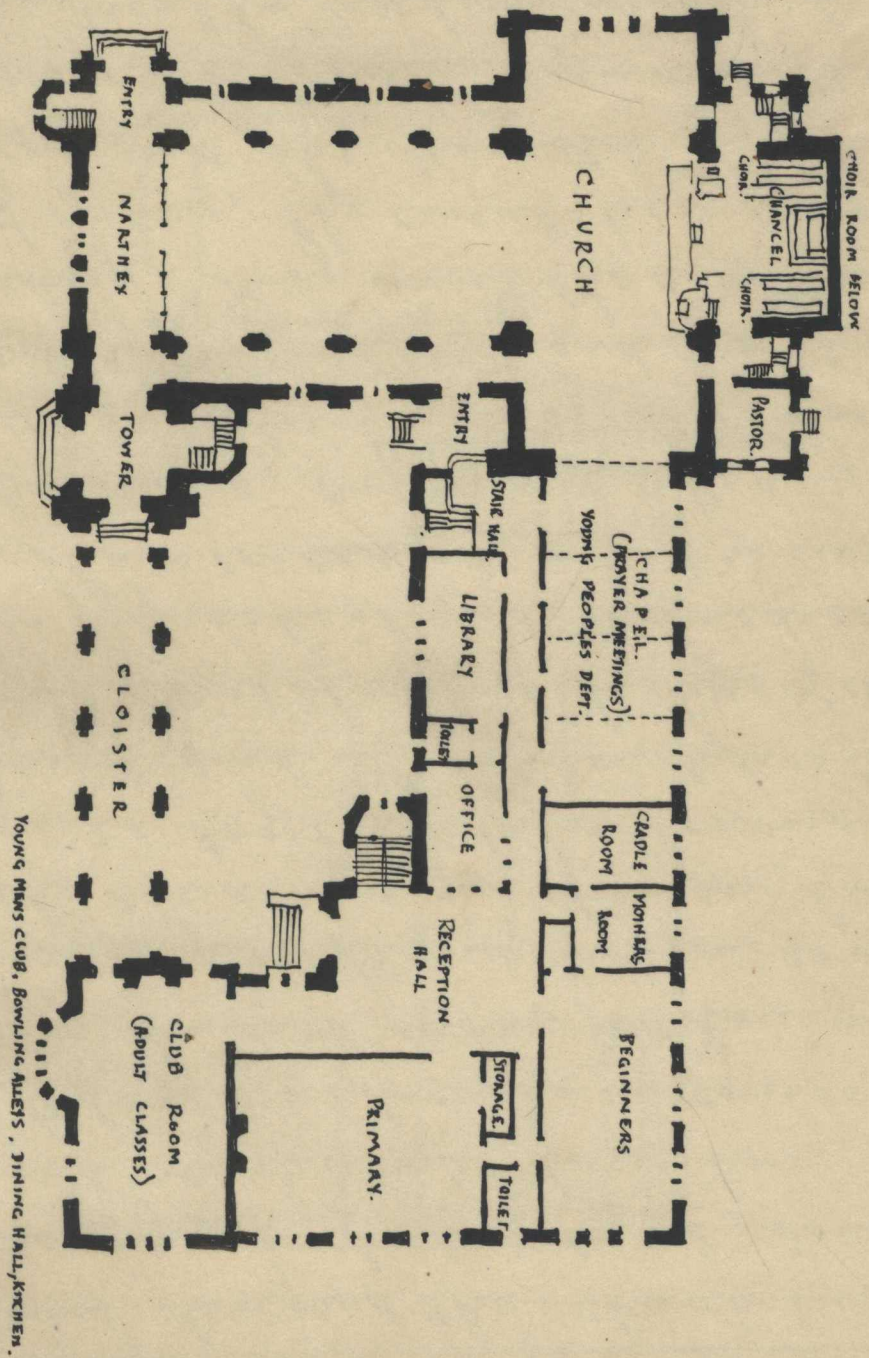 CHOIR ROOM BELOW
CHOIR.
CHANCEL
CHOIR.
PASTOR.
CHURCH
ENTRY
NARTHEX
TOWER
ENTRY
STAIR HALL
CHAPEL.
(PRAYER MEETINGS)
YOUNG PEOPLES DEPT.
LIBRARY
TOILET
OFFICE
CRADLE
ROOM
MOTHERS
ROOM
RECEPTION
HALL
BEGINNERS
STORAGE.
TOILET
PRIMARY.
CLOISTER
CLUB ROOM
(ADULT CLASSES)
YOUNG MENS CLUB, BOWLING ALLEYS, DINING HALL, KITCHEN.